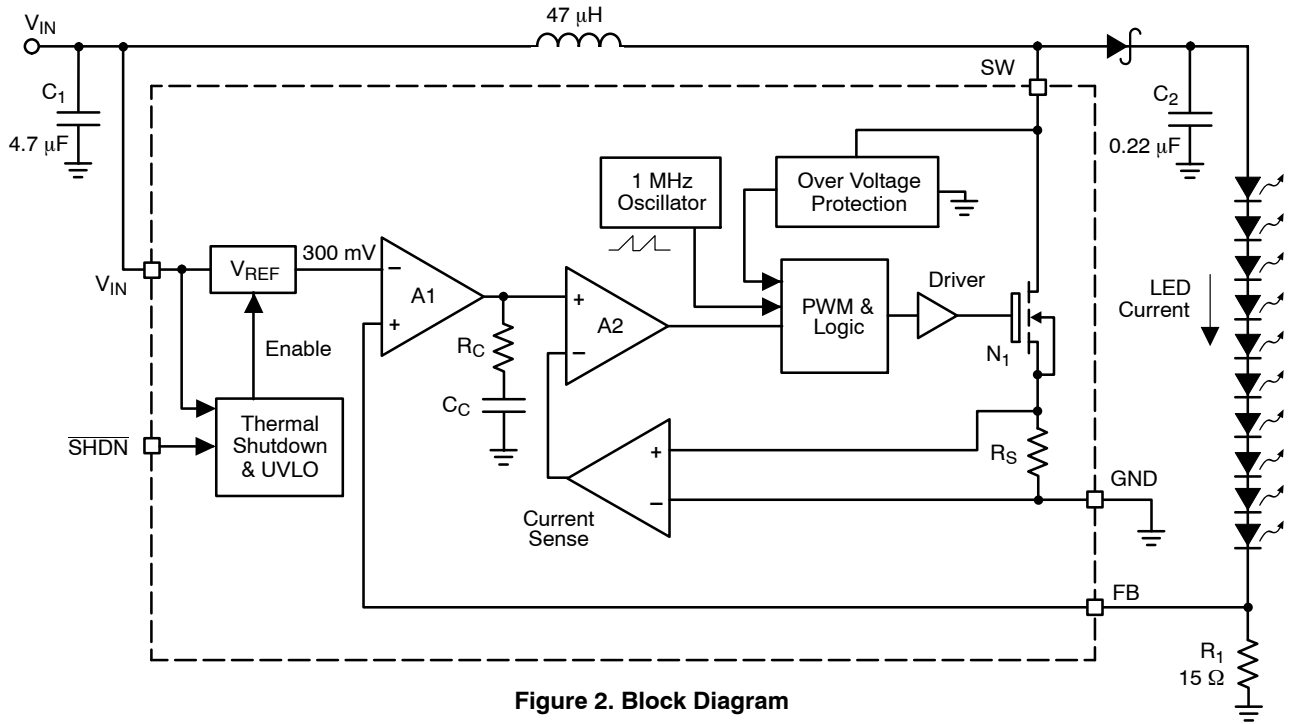 V_IN
47 μH
SW
C_1
4.7 μF
C_2
0.22 μF
1 MHz
Oscillator
Over Voltage
Protection
V_IN
V_REF
300 mV
−
A1
+
+
A2
−
PWM &
Logic
Driver
N_1
LED
Current
Enable
R_C
C_C
Thermal
Shutdown
& UVLO
S̅H̅D̅N̅
+
−
Current
Sense
R_S
GND
FB
R_1
15 Ω
Figure 2. Block Diagram